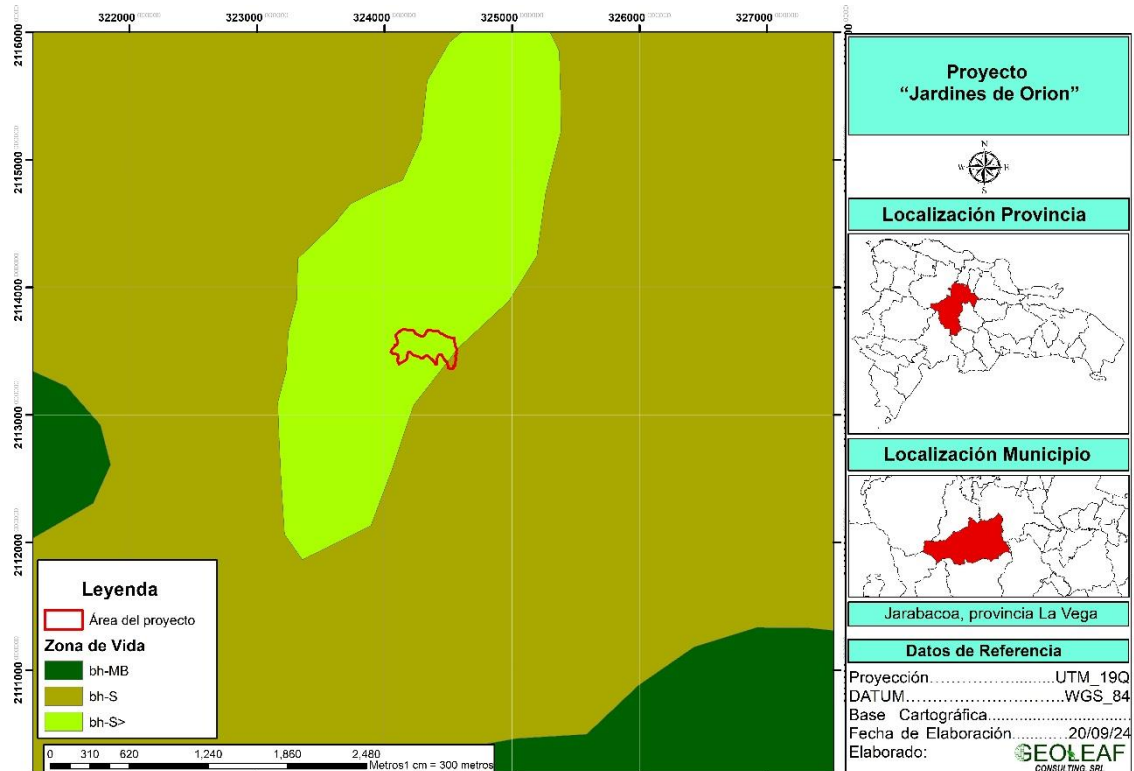 322000 323000 324000 325000 326000 327000
2116000
2115000
2114000
2113000
2112000
2111000
Leyenda
Área del proyecto
Zona de Vida
bh-MB
bh-S
bh-S>
0 310 620 1,240 1,860 2,480
Metros1 cm = 300 metros
Proyecto
“Jardines de Orion”
N
W E
S
Localización Provincia
Localización Municipio
Jarabacoa, provincia La Vega
Datos de Referencia
Proyección......................UTM_19Q
DATUM............................WGS_84
Base Cartográfica....................
Fecha de Elaboración.........20/09/24
Elaborado:
GEOLEAF
CONSULTING, SRL